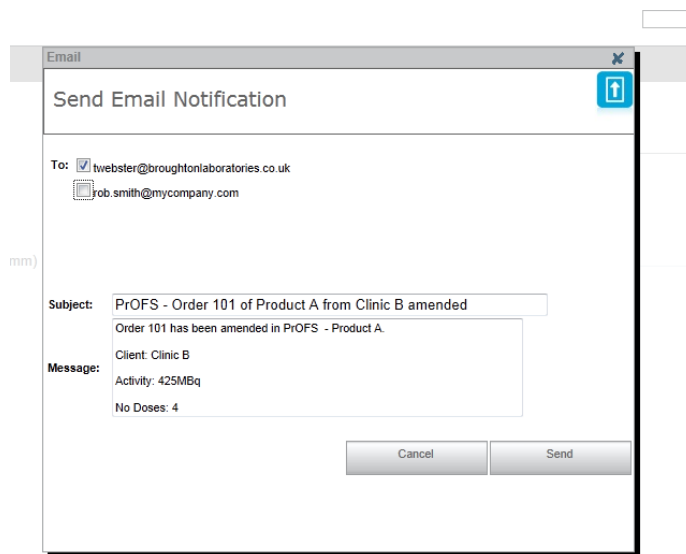 Email
Send Email Notification
To: twebster@broughtonlaboratories.co.uk
rob.smith@mycompany.com
mm)
Subject: PrOFS - Order 101 of Product A from Clinic B amended
Order 101 has been amended in PrOFS - Product A.
Client: Clinic B
Message:
Activity: 425MBq
No Doses: 4
Cancel Send